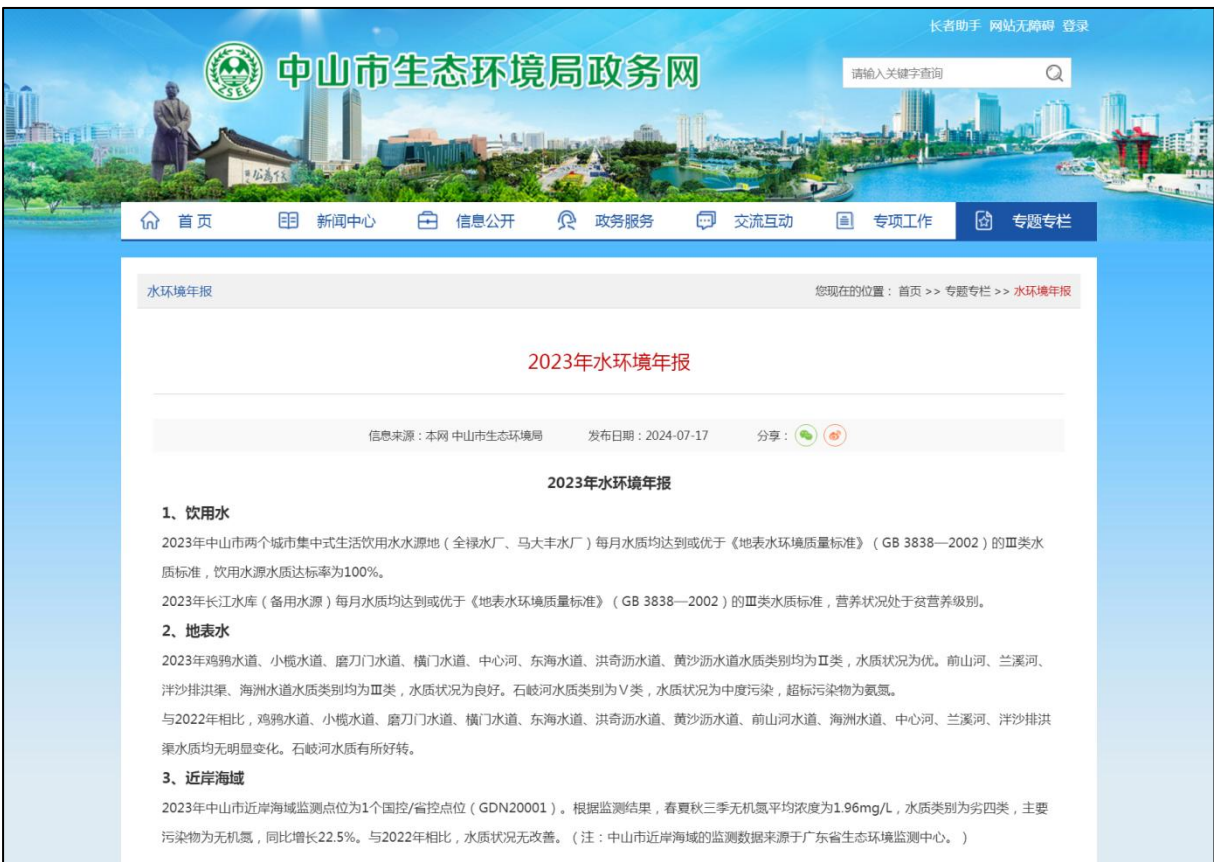 长者助手 网站无障碍 登录
ZSEE
中山市生态环境局政务网
请输入关键字查询
天下为公
首页 新闻中心 信息公开 政务服务 交流互动 专项工作 专题专栏
水环境年报 您现在的位置： 首页 >> 专题专栏 >> 水环境年报
2023年水环境年报
信息来源：本网 中山市生态环境局 发布日期：2024-07-17 分享：
2023年水环境年报
1、饮用水
2023年中山市两个城市集中式生活饮用水水源地（全禄水厂、马大丰水厂）每月水质均达到或优于《地表水环境质量标准》（GB 3838—2002）的Ⅲ类水
质标准，饮用水源水质达标率为100%。
2023年长江水库（备用水源）每月水质均达到或优于《地表水环境质量标准》（GB 3838—2002）的Ⅲ类水质标准，营养状况处于贫营养级别。
2、地表水
2023年鸡鸦水道、小榄水道、磨刀门水道、横门水道、中心河、东海水道、洪奇沥水道、黄沙沥水道水质类别均为Ⅱ类，水质状况为优。前山河、兰溪河、
泮沙排洪渠、海洲水道水质类别均为Ⅲ类，水质状况为良好。石岐河水质类别为Ⅴ类，水质状况为中度污染，超标污染物为氨氮。
与2022年相比，鸡鸦水道、小榄水道、磨刀门水道、横门水道、东海水道、洪奇沥水道、黄沙沥水道、前山河水道、海洲水道、中心河、兰溪河、泮沙排洪
渠水质均无明显变化。石岐河水质有所好转。
3、近岸海域
2023年中山市近岸海域监测点位为1个国控/省控点位（GDN20001）。根据监测结果，春夏秋三季无机氮平均浓度为1.96mg/L，水质类别为劣四类，主要
污染物为无机氮，同比增长22.5%。与2022年相比，水质状况无改善。（注：中山市近岸海域的监测数据来源于广东省生态环境监测中心。）